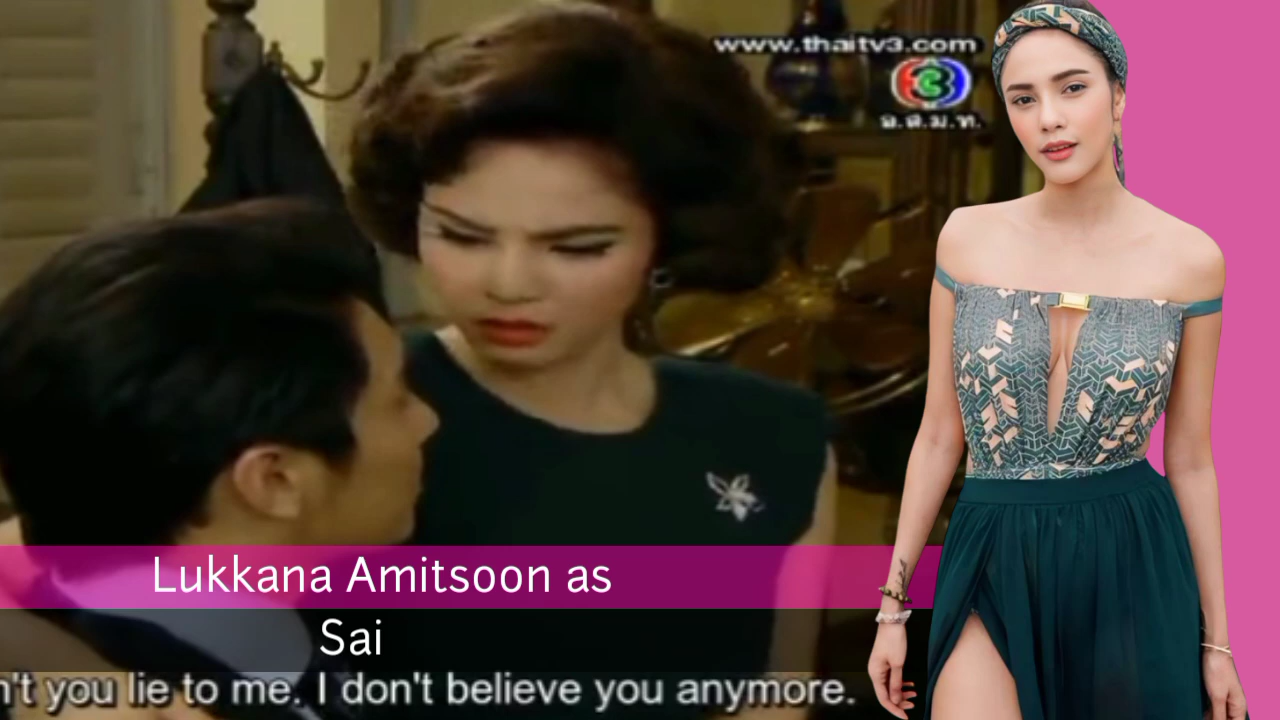 www.thaitv3.com
3
อ.ส.ม.ท.
Lukkana Amitsoon as
Sai
n't you lie to me. I don't believe you anymore.